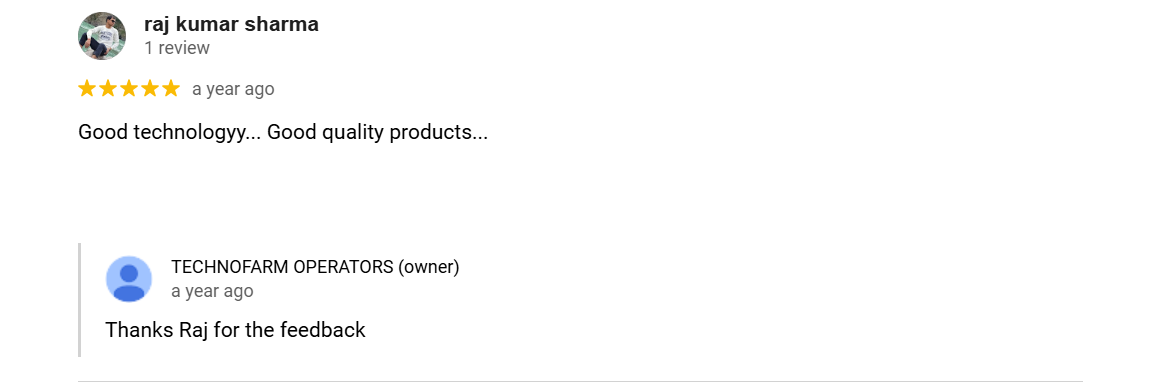 raj kumar sharma
1 review
a year ago
Good technologyy... Good quality products...
TECHNOFARM OPERATORS (owner)
a year ago
Thanks Raj for the feedback